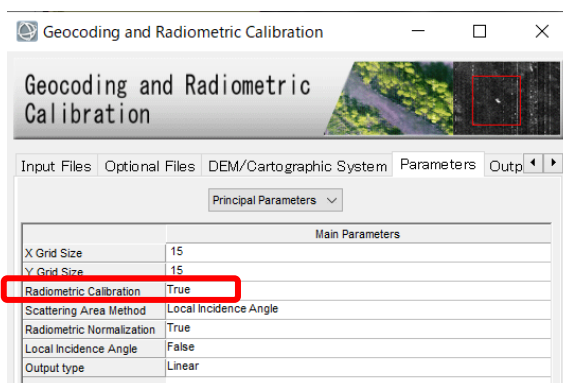 Geocoding and Radiometric Calibration
Geocoding and Radiometric
Calibration
Input Files Optional Files DEM/Cartographic System Parameters Outp
Principal Parameters
Main Parameters
X Grid Size 15
Y Grid Size 15
Radiometric Calibration True
Scattering Area Method Local Incidence Angle
Radiometric Normalization True
Local Incidence Angle False
Output type Linear